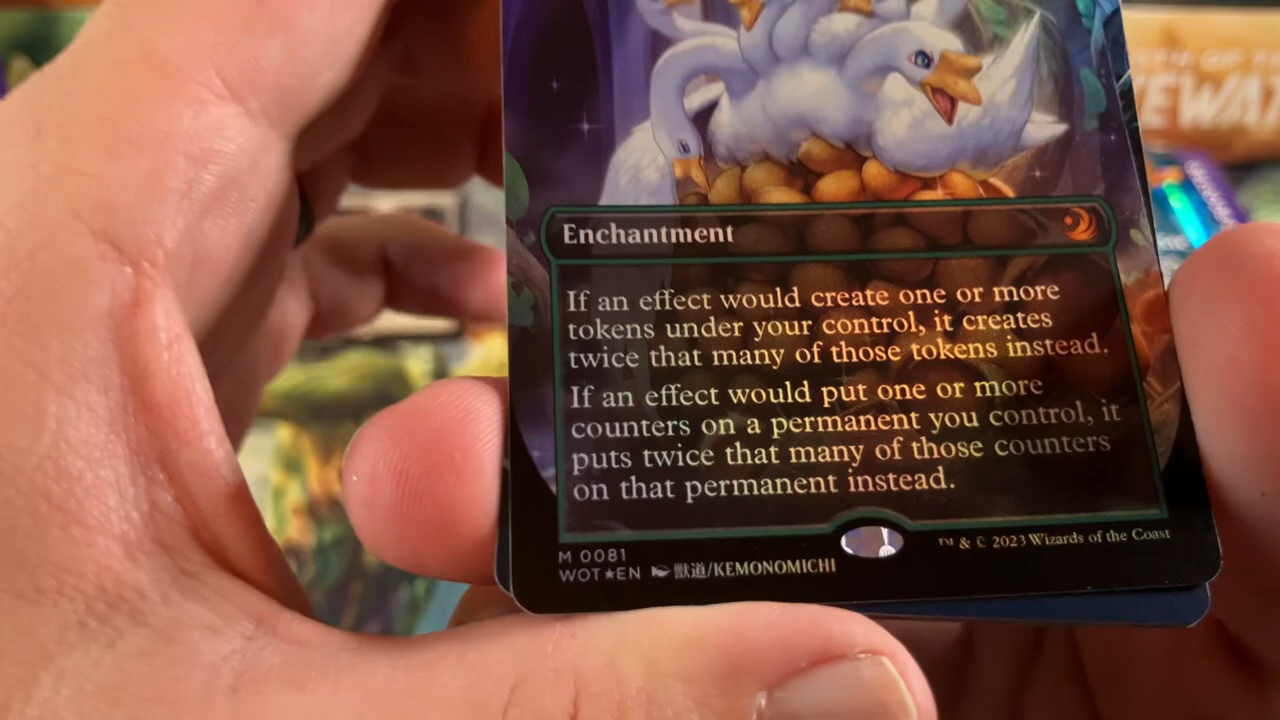 Enchantment
If an effect would create one or more
tokens under your control, it creates
twice that many of those tokens instead.
If an effect would put one or more
counters on a permanent you control, it
puts twice that many of those counters
on that permanent instead.
M 0081
WOT★EN 獣道/KEMONOMICHI
™ & © 2023 Wizards of the Coast